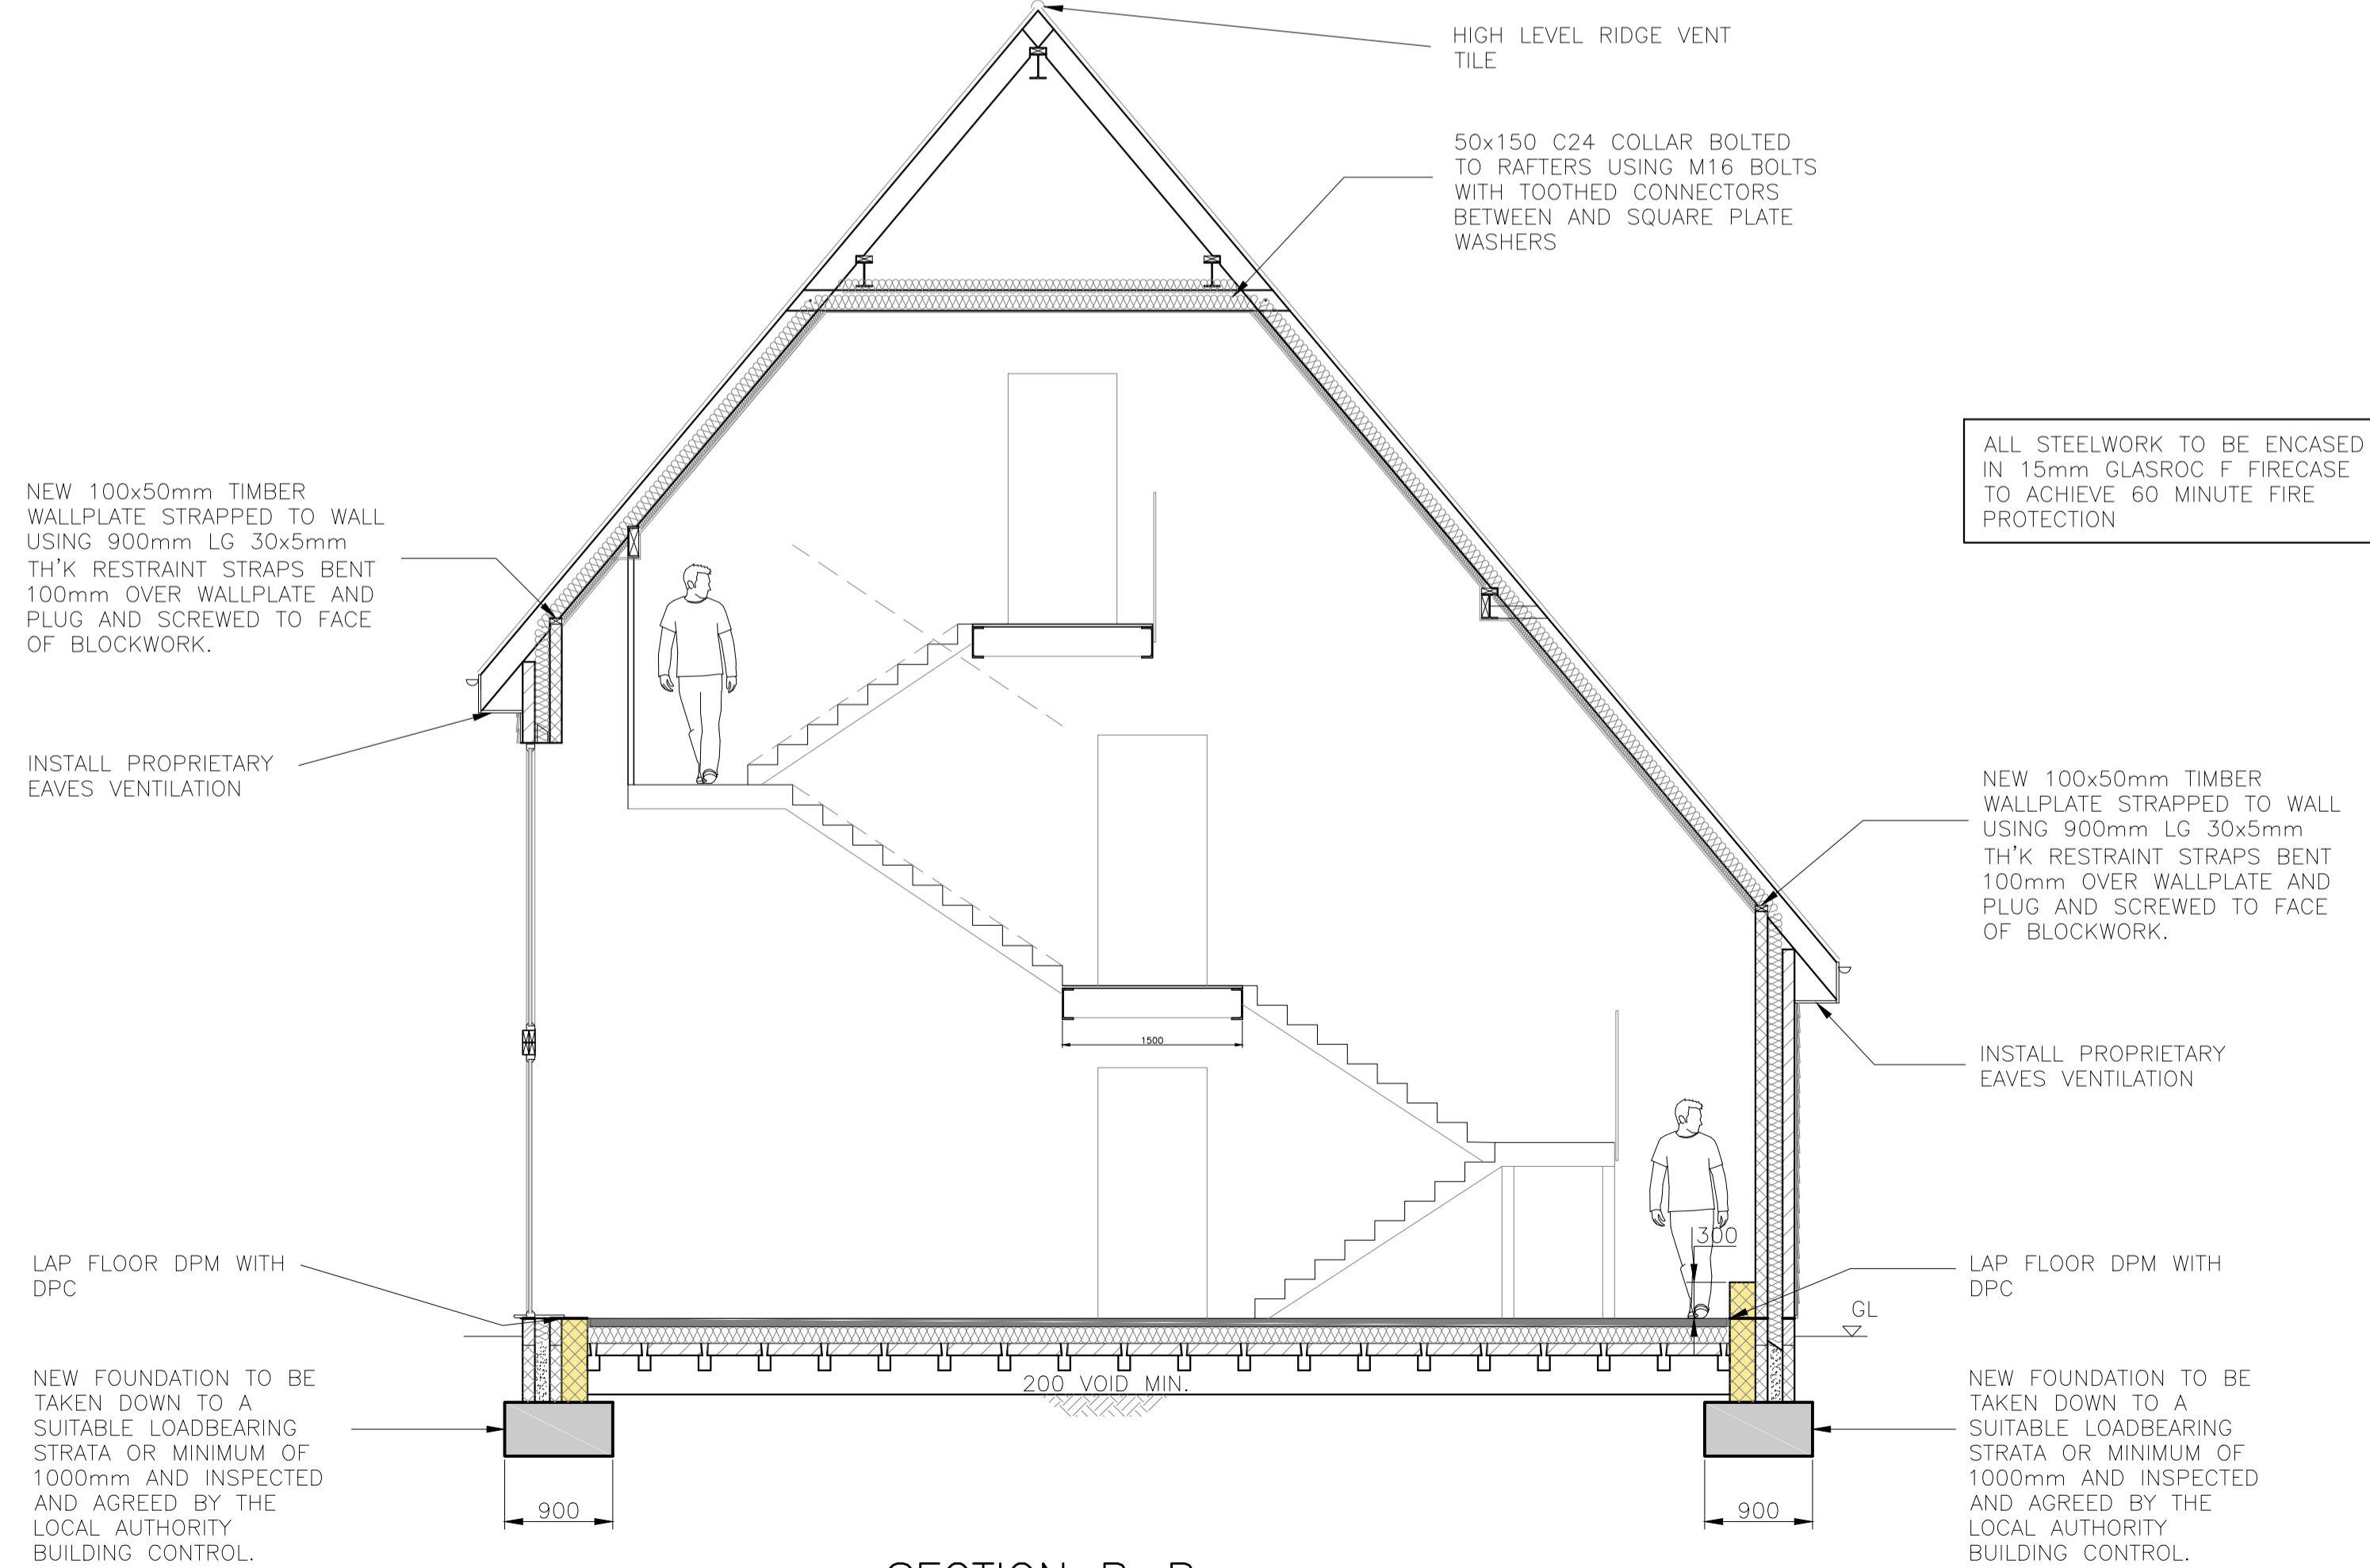 HIGH LEVEL RIDGE VENT
TILE
50x150 C24 COLLAR BOLTED
TO RAFTERS USING M16 BOLTS
WITH TOOTHED CONNECTORS
BETWEEN AND SQUARE PLATE
WASHERS
ALL STEELWORK TO BE ENCASED
IN 15mm GLASROC F FIRECASE
TO ACHIEVE 60 MINUTE FIRE
PROTECTION
NEW 100x50mm TIMBER
WALLPLATE STRAPPED TO WALL
USING 900mm LG 30x5mm
TH'K RESTRAINT STRAPS BENT
100mm OVER WALLPLATE AND
PLUG AND SCREWED TO FACE
OF BLOCKWORK.
INSTALL PROPRIETARY
EAVES VENTILATION
NEW 100x50mm TIMBER
WALLPLATE STRAPPED TO WALL
USING 900mm LG 30x5mm
TH'K RESTRAINT STRAPS BENT
100mm OVER WALLPLATE AND
PLUG AND SCREWED TO FACE
OF BLOCKWORK.
1500
INSTALL PROPRIETARY
EAVES VENTILATION
300
LAP FLOOR DPM WITH
DPC
LAP FLOOR DPM WITH
DPC
GL
200 VOID MIN.
NEW FOUNDATION TO BE
TAKEN DOWN TO A
SUITABLE LOADBEARING
STRATA OR MINIMUM OF
1000mm AND INSPECTED
AND AGREED BY THE
LOCAL AUTHORITY
BUILDING CONTROL.
900
900
NEW FOUNDATION TO BE
TAKEN DOWN TO A
SUITABLE LOADBEARING
STRATA OR MINIMUM OF
1000mm AND INSPECTED
AND AGREED BY THE
LOCAL AUTHORITY
BUILDING CONTROL.